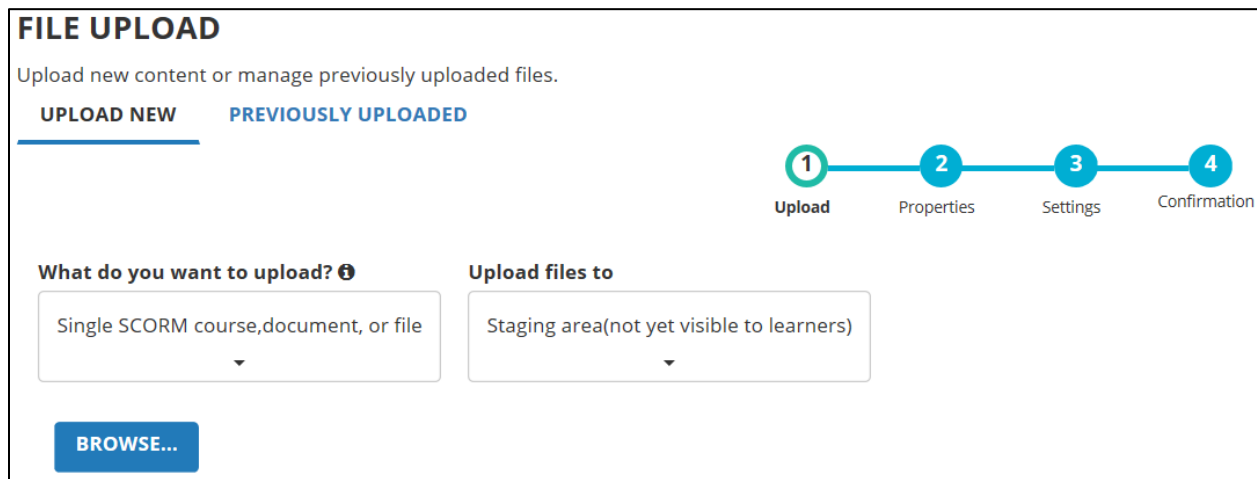 FILE UPLOAD
Upload new content or manage previously uploaded files.
UPLOAD NEW PREVIOUSLY UPLOADED
1 2 3 4
Upload Properties Settings Confirmation
What do you want to upload? Upload files to
Single SCORM course,document, or file Staging area(not yet visible to learners)
BROWSE...